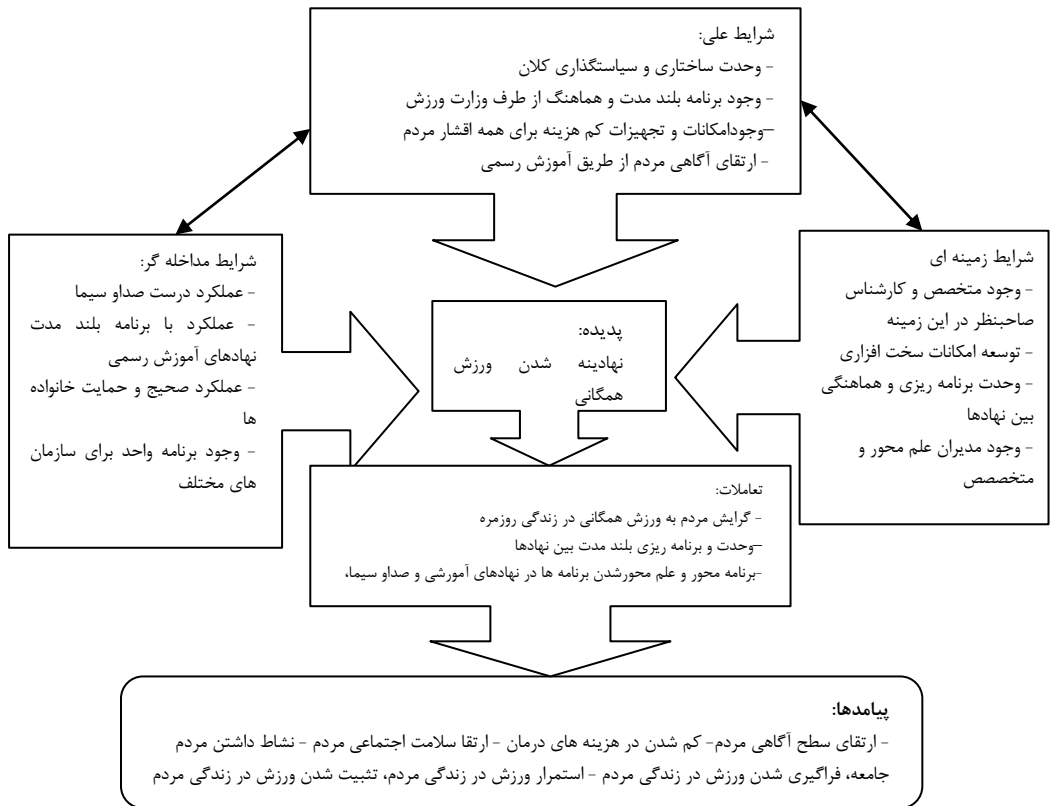 شرایط علی:
- وحدت ساختاری و سیاستگذاری کلان
- وجود برنامه بلند مدت و هماهنگ از طرف وزارت ورزش
–وجودامکانات و تجهیزات کم هزینه برای همه اقشار مردم
- ارتقای آگاهی مردم از طریق آموزش رسمی
شرایط زمینه ای
- وجود متخصص و کارشناس
صاحبنظر در این زمینه
- توسعه امکانات سخت افزاری
- وحدت برنامه ریزی و هماهنگی
بین نهادها
- وجود مدیران علم محور و
متخصصص
پدیده:
نهادینه شدن ورزش
همگانی
شرایط مداخله گر:
- عملکرد درست صداو سیما
- عملکرد با برنامه بلند مدت
نهادهای آموزش رسمی
- عملکرد صحیح و حمایت خانواده
ها
- وجود برنامه واحد برای سازمان
های مختلف
تعاملات:
- گرایش مردم به ورزش همگانی در زندگی روزمره
–وحدت و برنامه ریزی بلند مدت بین نهادها
–برنامه محور و علم محورشدن برنامه ها در نهادهای آمورشی و صداو سیما،
پیامدها:
- ارتقای سطح آگاهی مردم- کم شدن در هزینه های درمان - ارتقا سلامت اجتماعی مردم - نشاط داشتن مردم
جامعه، فراگیری شدن ورزش در زندگی مردم - استمرار ورزش در زندگی مردم، تثبیت شدن ورزش در زندگی مردم